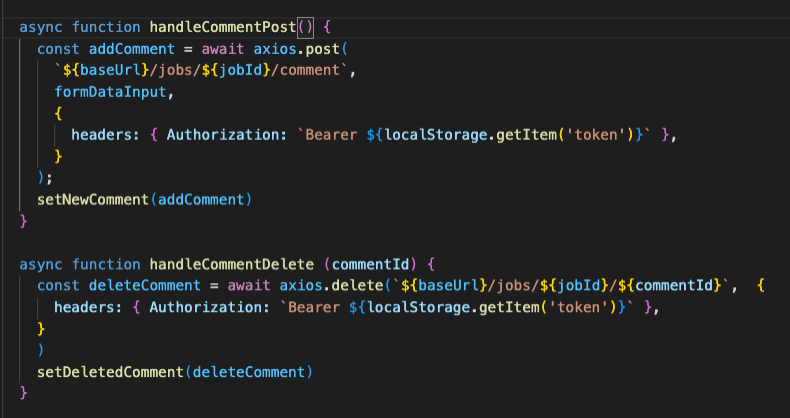 async function handleCommentPost() {
const addComment = await axios.post(
`${baseUrl}/jobs/${jobId}/comment`,
formDataInput,
{
headers: { Authorization: `Bearer ${localStorage.getItem('token')}` },
}
);
setNewComment(addComment)
}
async function handleCommentDelete (commentId) {
const deleteComment = await axios.delete(`${baseUrl}/jobs/${jobId}/${commentId}`,  {
headers: { Authorization: `Bearer ${localStorage.getItem('token')}` },
}
)
setDeletedComment(deleteComment)
}